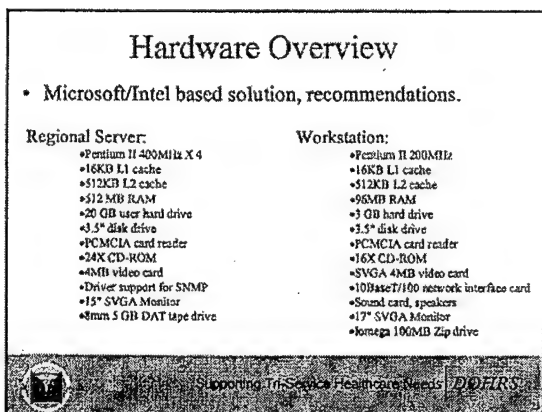 Hardware Overview
• Microsoft/Intel based solution, recommendations.
Regional Server:
•Pentium II 400MHz X 4
•16KB L1 cache
•512KB L2 cache
•512 MB RAM
•20 GB user hard drive
•3.5" disk drive
•PCMCIA card reader
•24X CD-ROM
•4MB video card
•Driver support for SNMP
•15" SVGA Monitor
•8mm 5 GB DAT tape drive
Workstation:
•Pentium II 200MHz
•16KB L1 cache
•512KB L2 cache
•96MB RAM
•3 GB hard drive
•3.5" disk drive
•PCMCIA card reader
•16X CD-ROM
•SVGA 4MB video card
•10BaseT/100 network interface card
•Sound card, speakers
•17" SVGA Monitor
•Iomega 100MB Zip drive
Supporting Tri-Service Healthcare Needs DOHRS